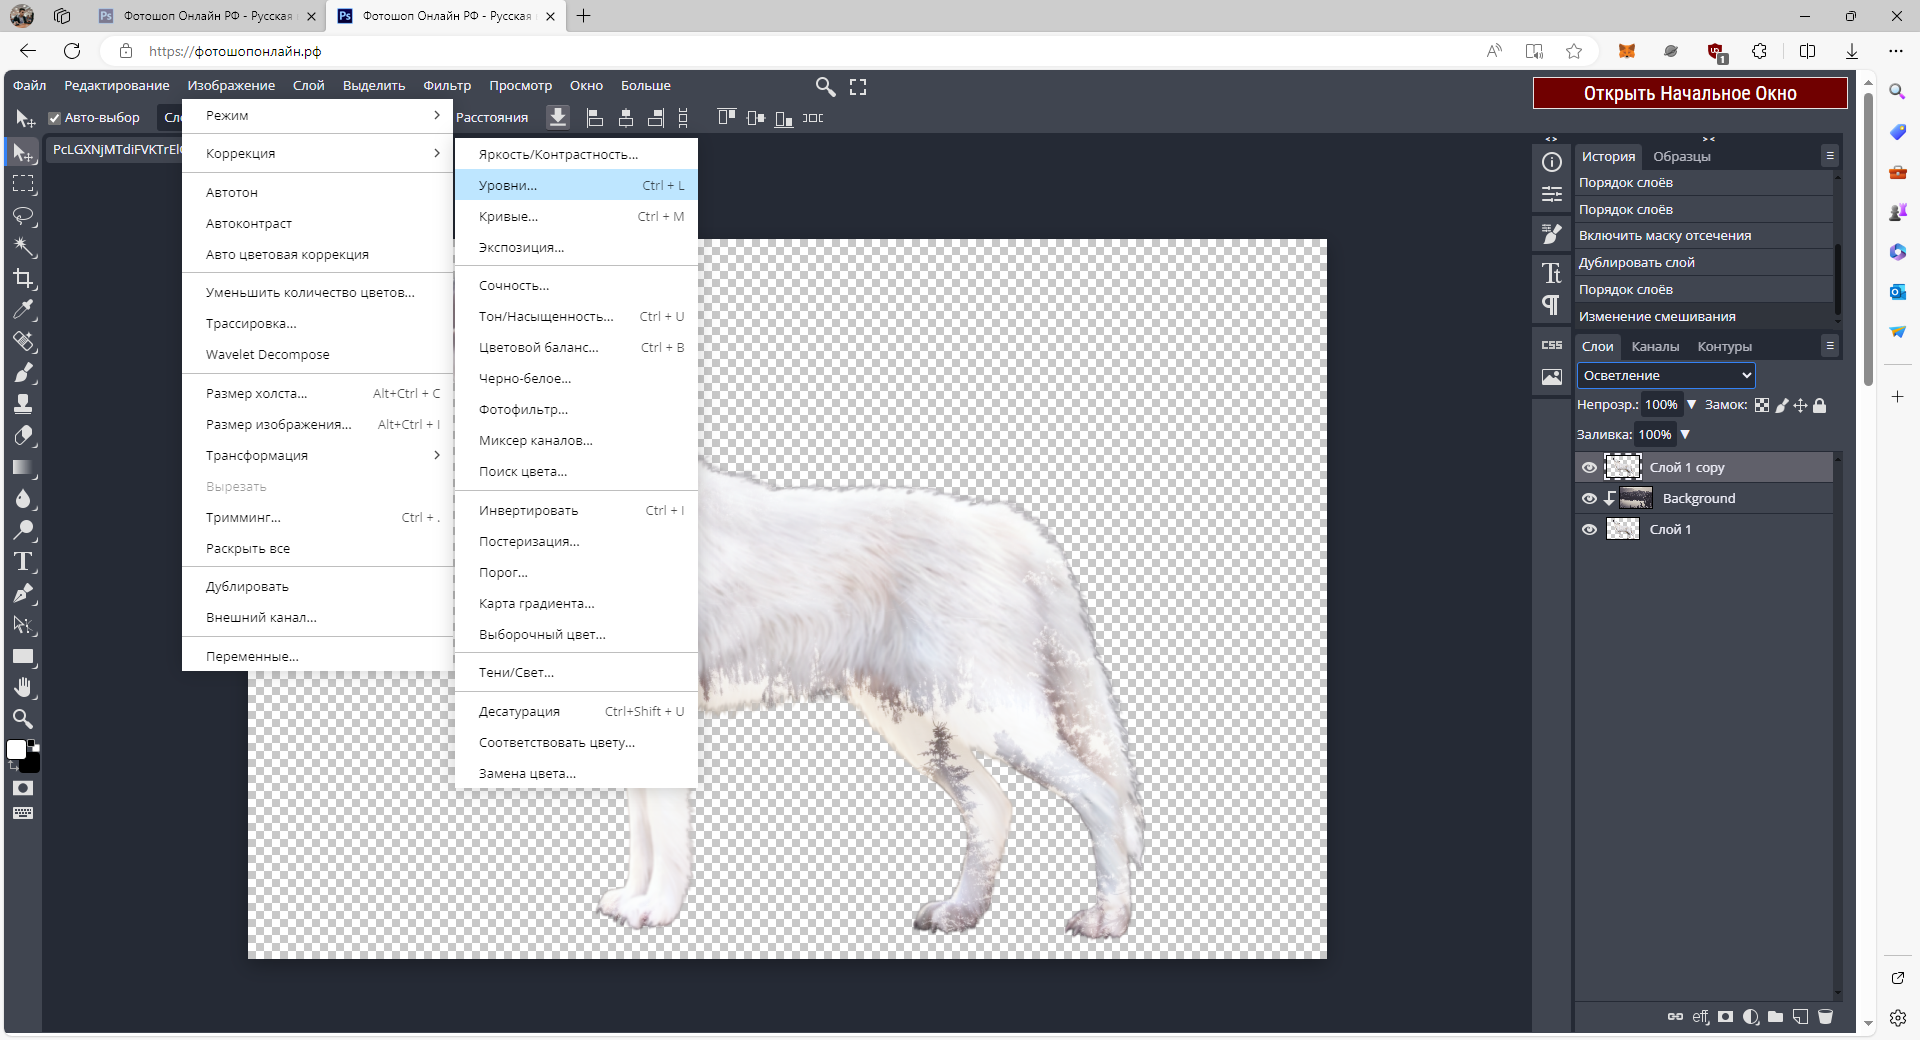 Фотошоп Онлайн РФ - Русская
Фотошоп Онлайн РФ - Русская
https://фотошопонлайн.рф
1
Файл Редактирование Изображение Слой Выделить Фильтр Просмотр Окно Больше
Открыть Начальное Окно
Авто-выбор
Расстояния
Режим
Коррекция
Автотон
Автоконтраст
Авто цветовая коррекция
Уменьшить количество цветов...
Трассировка...
Wavelet Decompose
Размер холста... Alt+Ctrl + C
Размер изображения... Alt+Ctrl + I
Трансформация
Вырезать
Тримминг... Ctrl + .
Раскрыть все
Дублировать
Внешний канал...
Переменные...
Яркость/Контрастность...
Уровни... Ctrl + L
Кривые... Ctrl + M
Экспозиция...
Сочность...
Тон/Насыщенность... Ctrl + U
Цветовой баланс... Ctrl + B
Черно-белое...
Фотофильтр...
Миксер каналов...
Поиск цвета...
Инвертировать Ctrl + I
Постеризация...
Порог...
Карта градиента...
Выборочный цвет...
Тени/Свет...
Десатурация Ctrl+Shift + U
Соответствовать цвету...
Замена цвета...
CSS
История Образцы
Порядок слоёв
Порядок слоёв
Включить маску отсечения
Дублировать слой
Порядок слоёв
Изменение смешивания
Слои Каналы Контуры
Осветление
Непрозр.: 100% Замок:
Заливка: 100%
Слой 1 copy
Background
Слой 1
eff